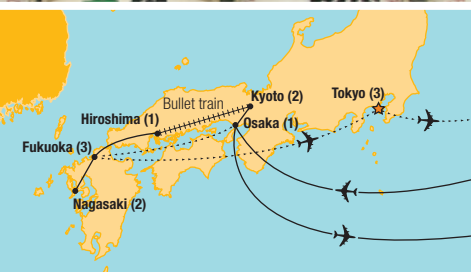 Bullet train
Kyoto (2)
Tokyo (3)
Hiroshima (1)
Osaka (1)
Fukuoka (3)
Nagasaki (2)